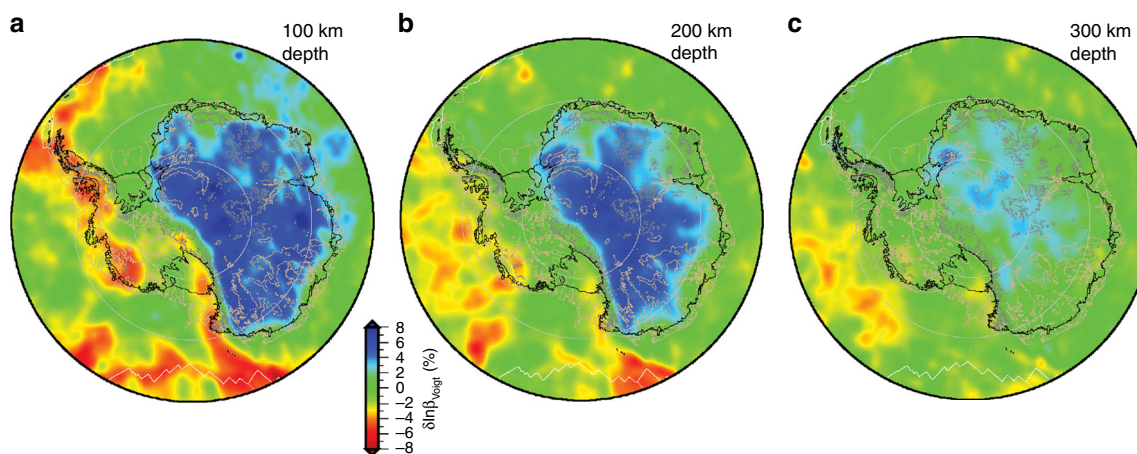 a
100 km
depth
b
200 km
depth
c
300 km
depth
8
6
4
2
0
−2
−4
−6
−8
δlnβVoigt (%)